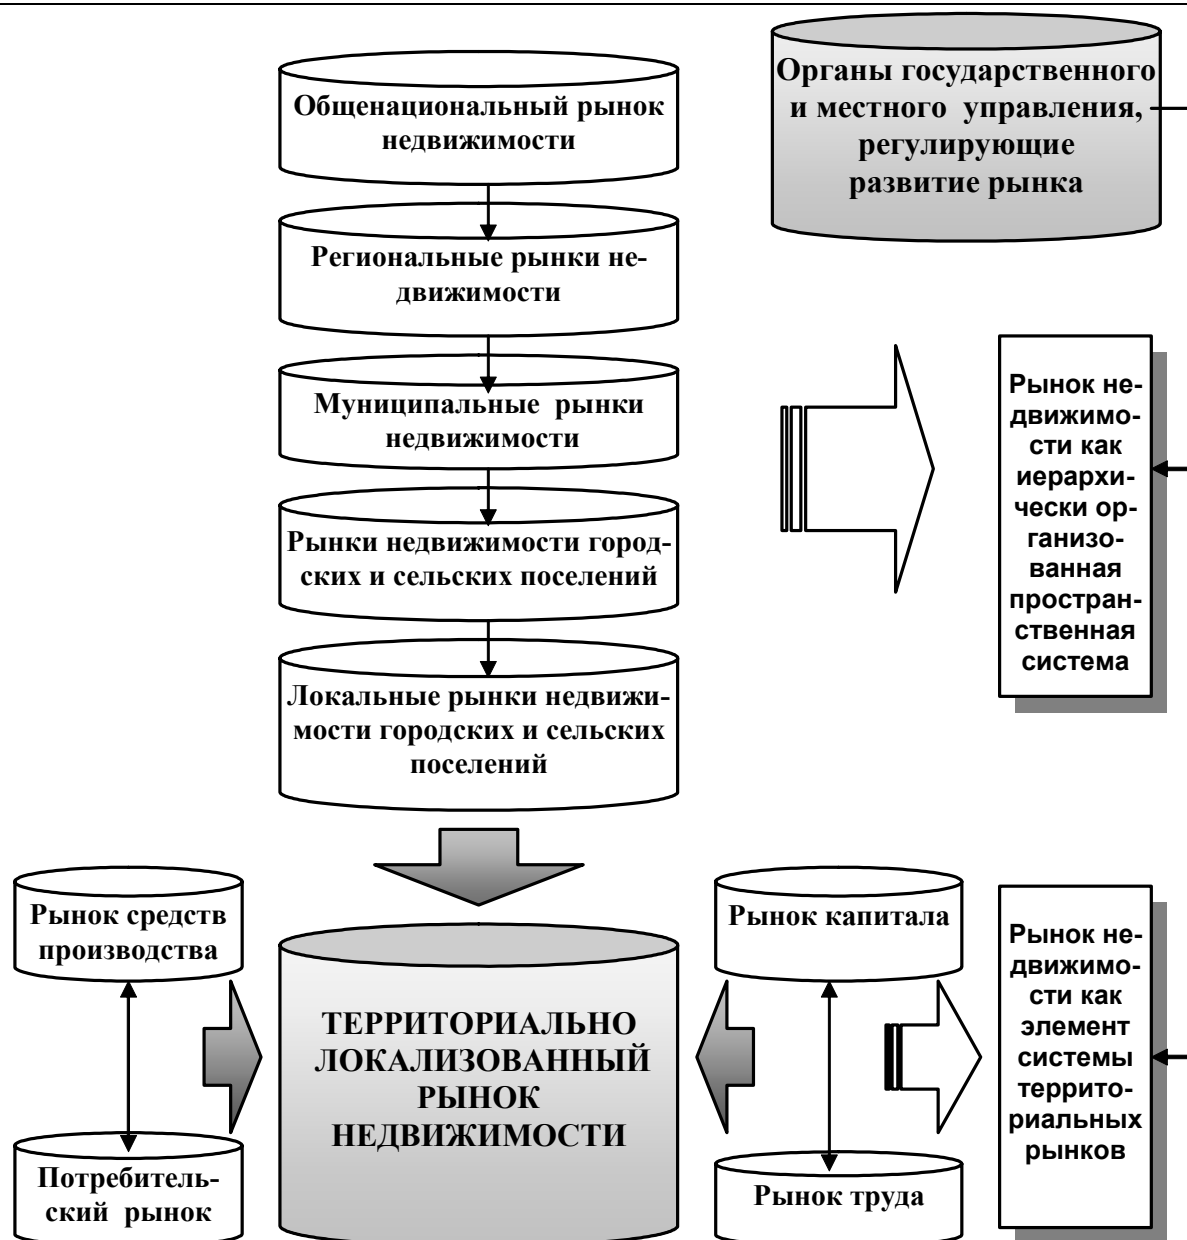 Общенациональный рынок
недвижимости
Органы государственного
и местного управления,
регулирующие
развитие рынка
Региональные рынки не-
движимости
Муниципальные рынки
недвижимости
Рынки недвижимости город-
ских и сельских поселений
Локальные рынки недвижи-
мости городских и сельских
поселений
Рынок не-
движимо-
сти как
иерархи-
чески ор-
ганизо-
ванная
простран-
ственная
система
Рынок средств
производства
Потребитель-
ский рынок
ТЕРРИТОРИАЛЬНО
ЛОКАЛИЗОВАННЫЙ
РЫНОК
НЕДВИЖИМОСТИ
Рынок капитала
Рынок труда
Рынок не-
движимо-
сти как
элемент
системы
террито-
риальных
рынков